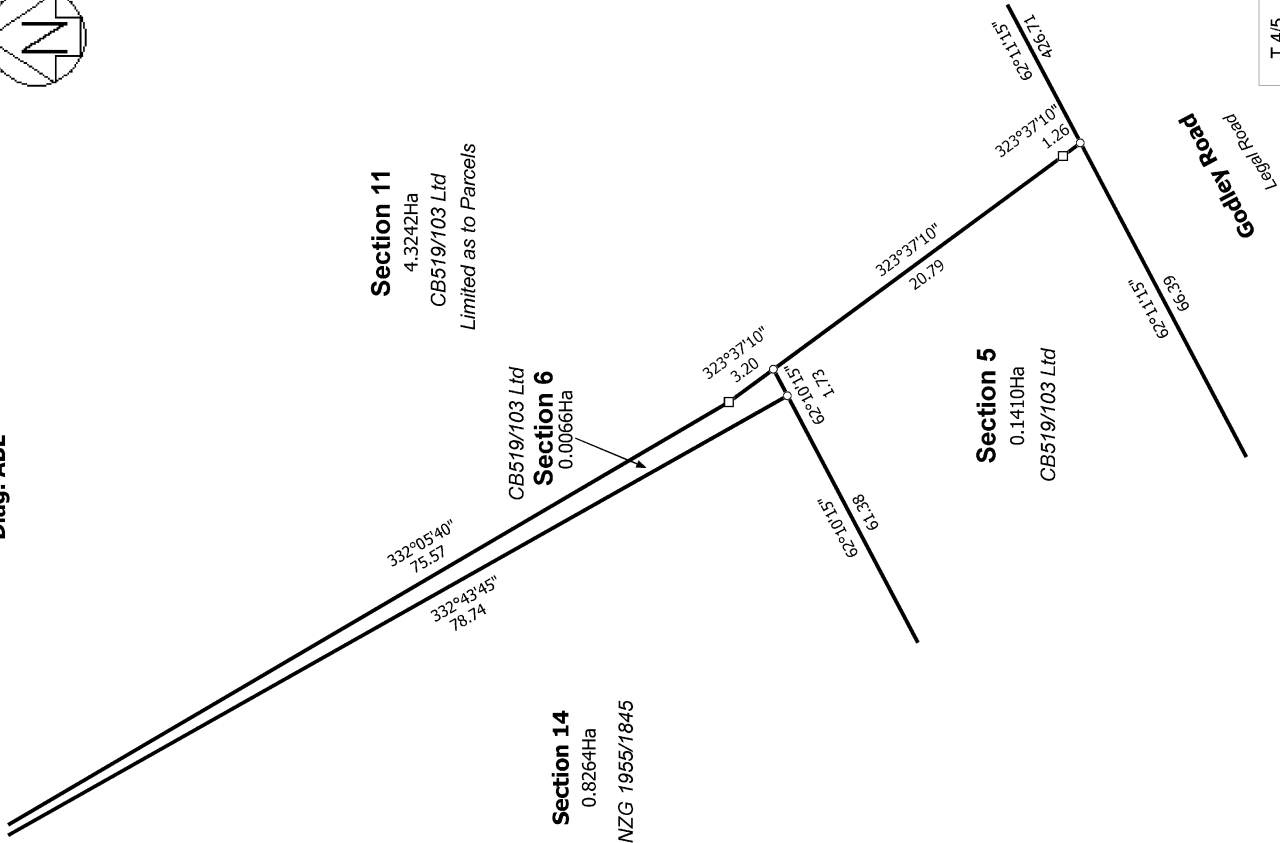 N
Section 11
4.3242Ha
CB519/103 Ltd
Limited as to Parcels
62°11'15"
426.71
323°37'10"
1.26
Godley Road
Legal Road
T 4/5
323°37'10"
20.79
62°11'15"
66.39
323°37'10"
3.20
62°10'15"
1.73
CB519/103 Ltd
Section 6
0.0066Ha
Section 5
0.1410Ha
CB519/103 Ltd
62°10'15"
61.38
332°05'40"
75.57
332°43'45"
78.74
Section 14
0.8264Ha
NZG 1955/1845